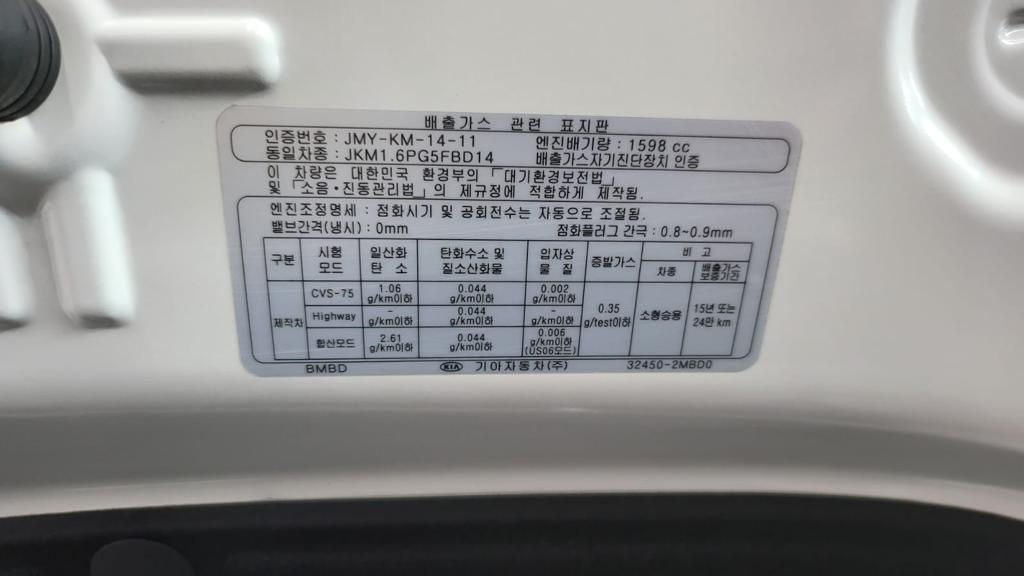 배출가스 관련 표지판
인증번호 : JMY-KM-14-11 엔진배기량 : 1598 cc
동일차종 : JKM1.6PG5FBD14 배출가스자기진단장치 인증
이 차량은 대한민국 환경부의 「대기환경보전법」
및 「소음·진동관리법」의 제규정에 적합하게 제작됨.
엔진조정명세 : 점화시기 및 공회전수는 자동으로 조절됨.
밸브간격(냉시) : 0mm 점화플러그 간극 : 0.8~0.9mm
구분 시험 모드 일산화 탄소 탄화수소 및 질소산화물 입자상 물질 증발가스 비고
차종 배출가스 보증기간
제작차 CVS-75 1.06 g/km이하 0.044 g/km이하 0.002 g/km이하 0.35 g/test이하 소형승용 15년 또는 24만 km
Highway - g/km이하 0.044 g/km이하 - g/km이하
합산모드 2.61 g/km이하 0.044 g/km이하 0.006 g/km이하 (US06모드)
BMBD KIA 기아자동차(주) 32450-2MBD0